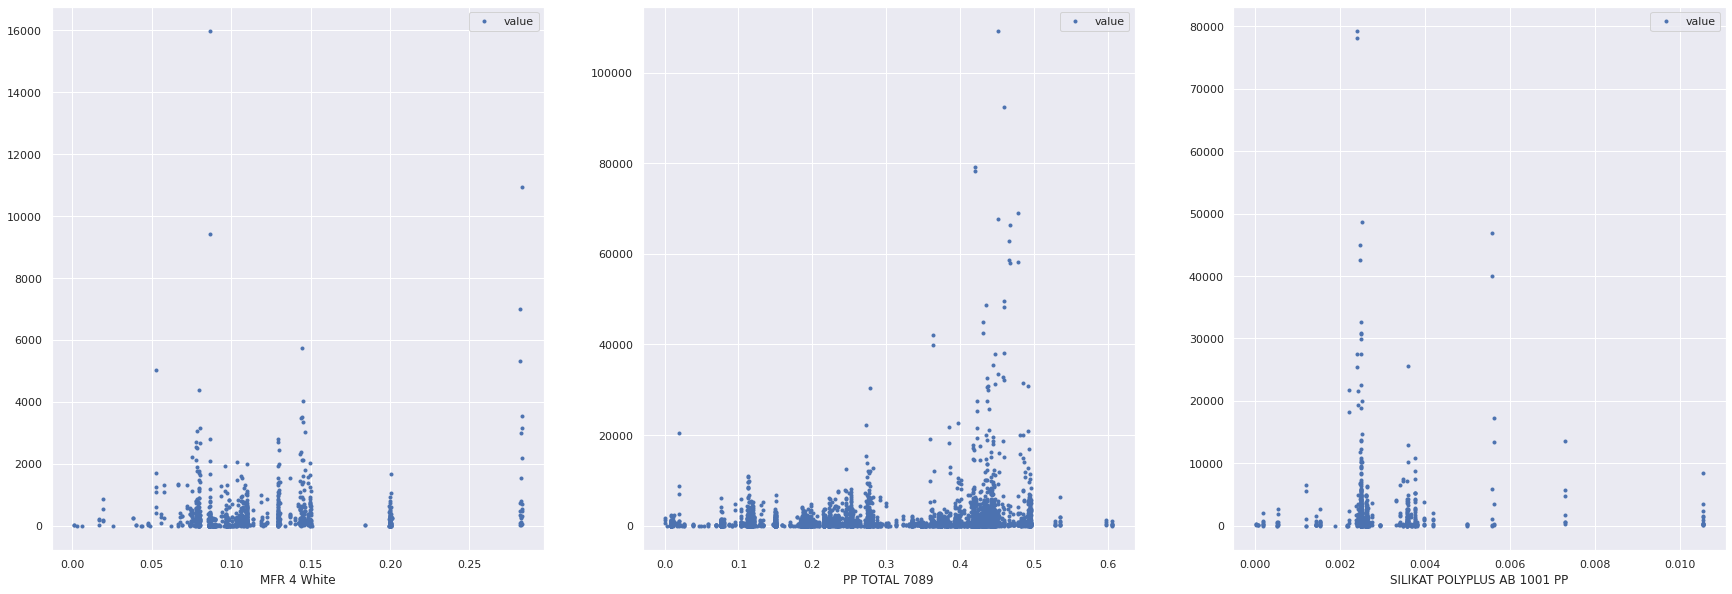 value
16000
14000
12000
10000
8000
6000
4000
2000
0
0.00 0.05 0.10 0.15 0.20 0.25
MFR 4 White
value
100000
80000
60000
40000
20000
0
0.0 0.1 0.2 0.3 0.4 0.5 0.6
PP TOTAL 7089
value
80000
70000
60000
50000
40000
30000
20000
10000
0
0.000 0.002 0.004 0.006 0.008 0.010
SILIKAT POLYPLUS AB 1001 PP